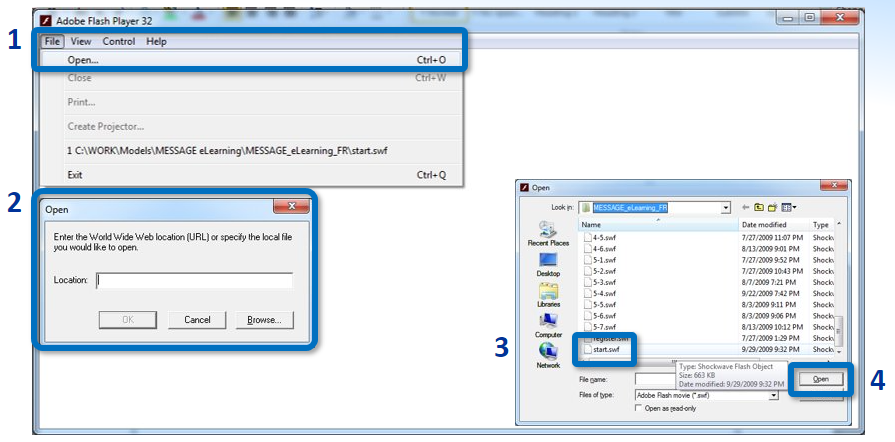 Adobe Flash Player 32
1
File View Control Help
Open... Ctrl+O
Close Ctrl+W
Print...
Create Projector...
1 C:\WORK\Models\MESSAGE eLearning\MESSAGE_eLearning_FR\start.swf
Exit Ctrl+Q
2
Open
Enter the World Wide Web location (URL) or specify the local file
you would like to open.
Location:
OK Cancel Browse...
Open
Look in: MESSAGE_eLearning_FR
Name Date modified Type
Recent Places
Desktop
Libraries
Computer
Network
4-5.swf 7/27/2009 11:07 PM Shockv
4-6.swf 8/13/2009 9:01 PM Shockv
5-1.swf 7/27/2009 9:52 PM Shockv
5-2.swf 7/27/2009 10:43 PM Shockv
5-3.swf 8/7/2009 7:21 PM Shockv
5-4.swf 9/22/2009 7:42 PM Shockv
5-5.swf 8/3/2009 9:11 PM Shockv
5-6.swf 8/3/2009 9:06 PM Shockv
5-7.swf 8/13/2009 10:12 PM Shockv
register.swf 7/27/2009 1:29 PM Shockv
3
start.swf 9/29/2009 9:32 PM Shockv
Type: Shockwave Flash Object
Size: 663 KB
Date modified: 9/29/2009 9:32 PM
File name:
Open
4
Files of type: Adobe Flash movie (*.swf)
Open as read-only